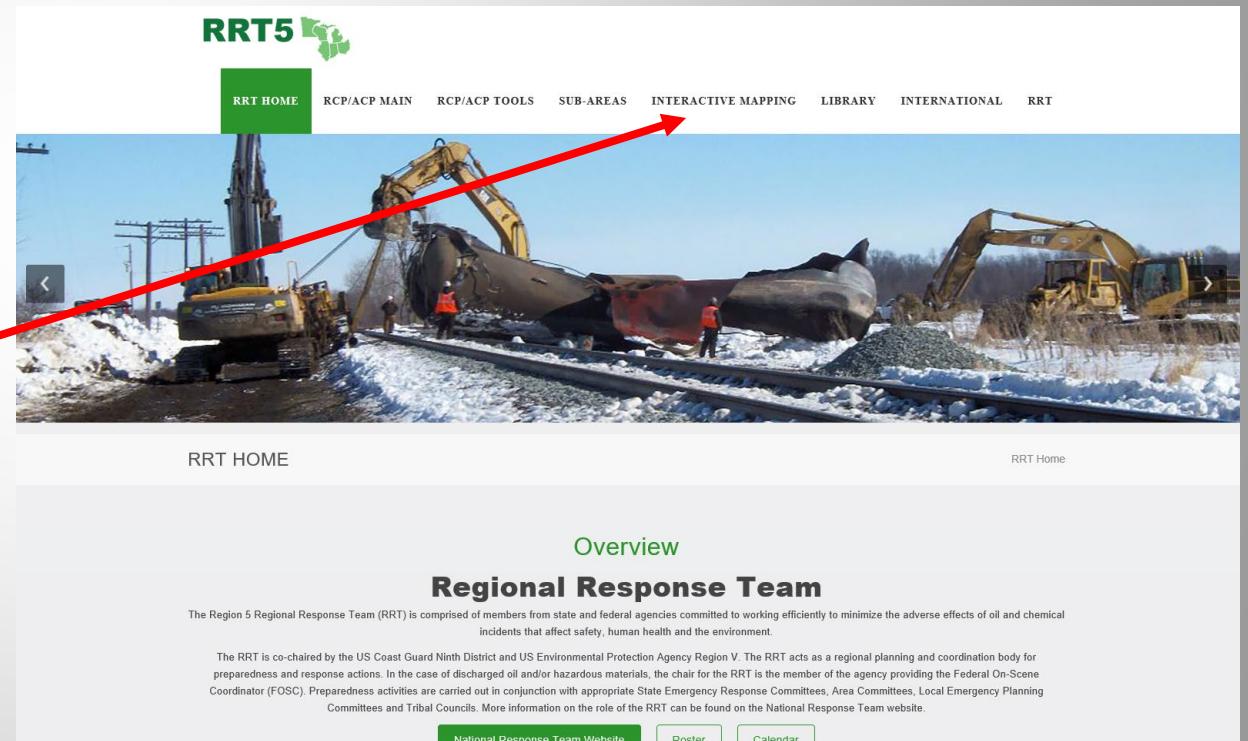 RRT5
RRT HOME RCP/ACP MAIN RCP/ACP TOOLS SUB-AREAS INTERACTIVE MAPPING LIBRARY INTERNATIONAL RRT
CAT
RRT HOME
RRT Home
Overview
Regional Response Team
The Region 5 Regional Response Team (RRT) is comprised of members from state and federal agencies committed to working efficiently to minimize the adverse effects of oil and chemical
incidents that affect safety, human health and the environment.
The RRT is co-chaired by the US Coast Guard Ninth District and US Environmental Protection Agency Region V. The RRT acts as a regional planning and coordination body for
preparedness and response actions. In the case of discharged oil and/or hazardous materials, the chair for the RRT is the member of the agency providing the Federal On-Scene
Coordinator (FOSC). Preparedness activities are carried out in conjunction with appropriate State Emergency Response Committees, Area Committees, Local Emergency Planning
Committees and Tribal Councils. More information on the role of the RRT can be found on the National Response Team website.
National Response Team Website Roster Calendar